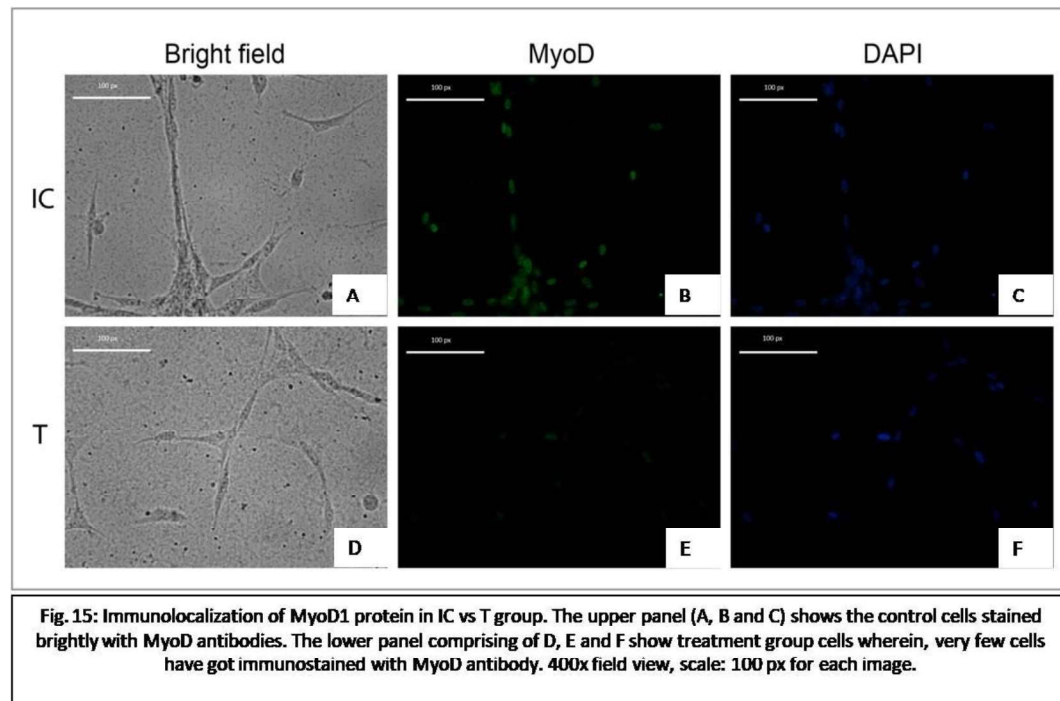 Bright field MyoD DAPI
IC
100 px 100 px 100 px
A B C
T
100 px 100 px 100 px
D E F
Fig. 15: Immunolocalization of MyoD1 protein in IC vs T group. The upper panel (A, B and C) shows the control cells stained
brightly with MyoD antibodies. The lower panel comprising of D, E and F show treatment group cells wherein, very few cells
have got immunostained with MyoD antibody. 400x field view, scale: 100 px for each image.